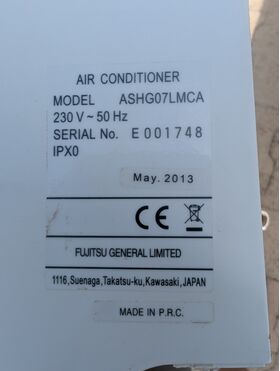 AIR CONDITIONER
MODEL ASHG07LMCA
230 V ~ 50 Hz
SERIAL No. E 001748
IPX0
May. 2013
CE
FUJITSU GENERAL LIMITED
1116, Suenaga, Takatsu-ku, Kawasaki, JAPAN
MADE IN P.R.C.